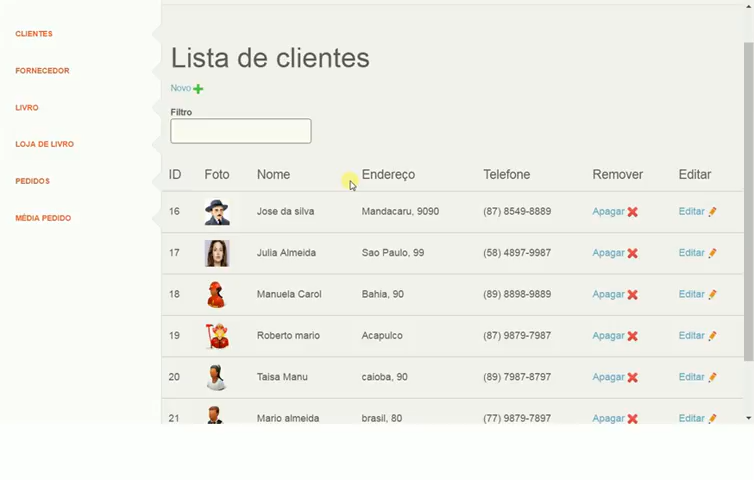 CLIENTES
FORNECEDOR
LIVRO
LOJA DE LIVRO
PEDIDOS
MÉDIA PEDIDO
Lista de clientes
Novo
Filtro
ID Foto Nome Endereço Telefone Remover Editar
16 Jose da silva Mandacaru, 9090 (87) 8549-8889 Apagar Editar
17 Julia Almeida Sao Paulo, 99 (58) 4897-9987 Apagar Editar
18 Manuela Carol Bahia, 90 (89) 8898-9889 Apagar Editar
19 Roberto mario Acapulco (87) 9879-7987 Apagar Editar
20 Taisa Manu caioba, 90 (89) 7987-8797 Apagar Editar
21 Mario almeida brasil, 80 (77) 9879-7897 Apagar Editar